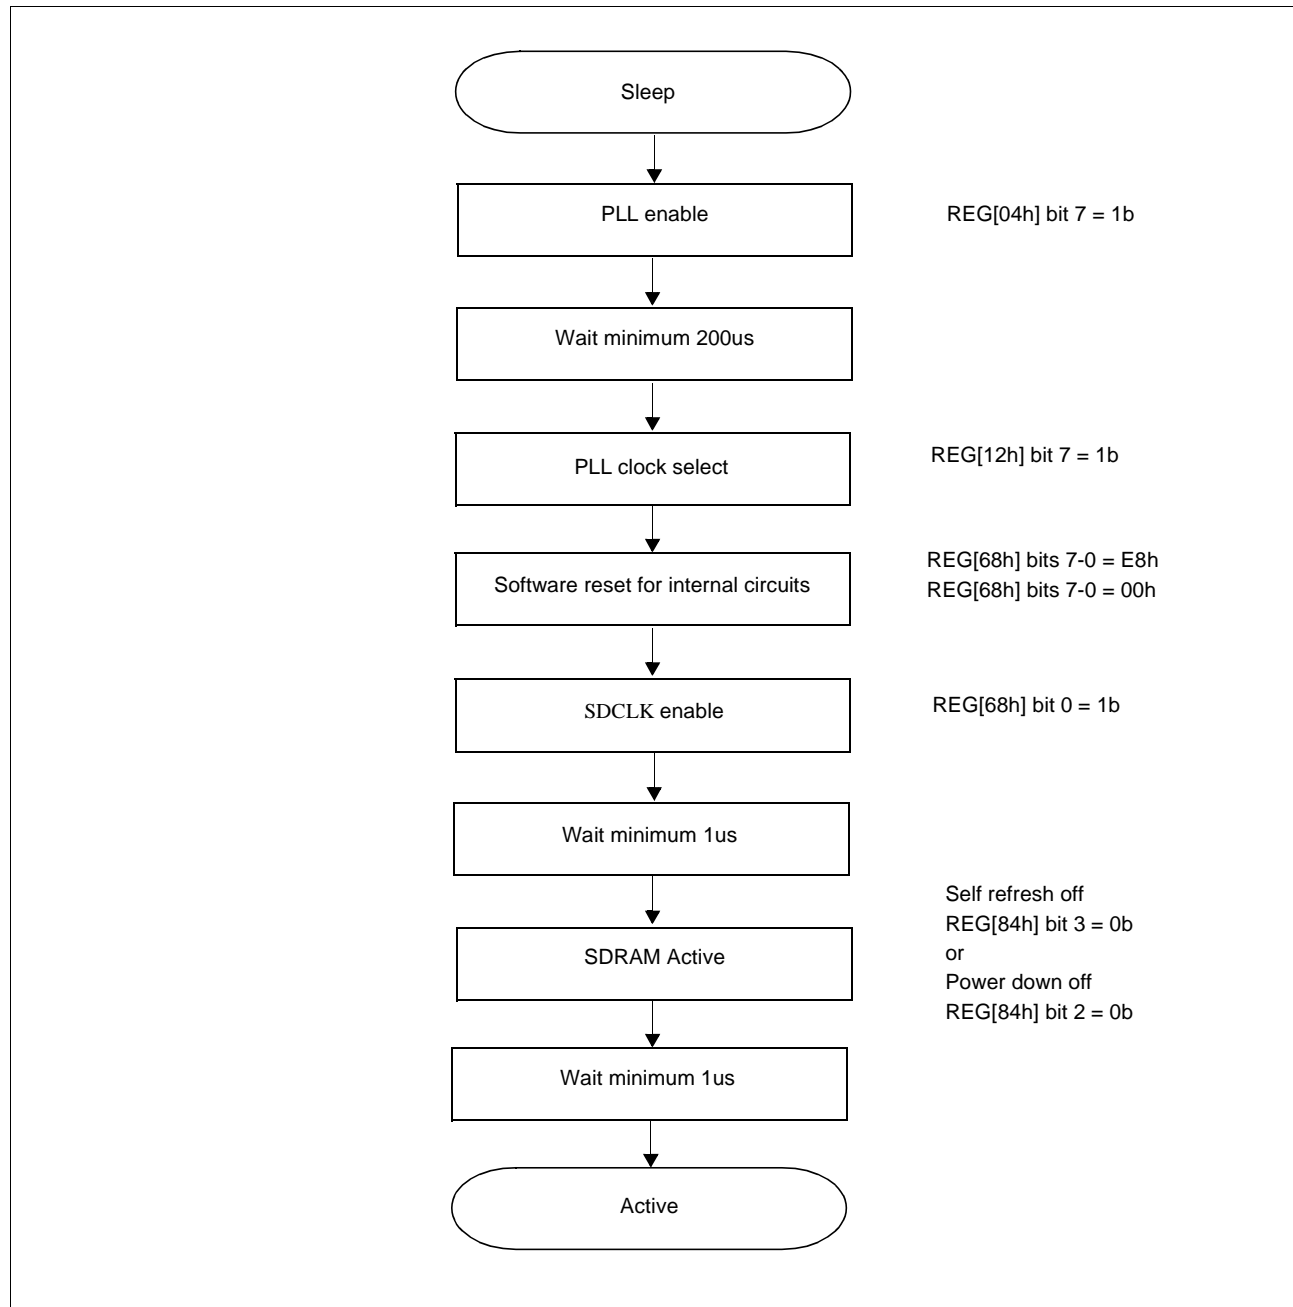 Sleep
PLL enable
REG[04h] bit 7 = 1b
Wait minimum 200us
PLL clock select
REG[12h] bit 7 = 1b
Software reset for internal circuits
REG[68h] bits 7-0 = E8h
REG[68h] bits 7-0 = 00h
SDCLK enable
REG[68h] bit 0 = 1b
Wait minimum 1us
SDRAM Active
Self refresh off
REG[84h] bit 3 = 0b
or
Power down off
REG[84h] bit 2 = 0b
Wait minimum 1us
Active